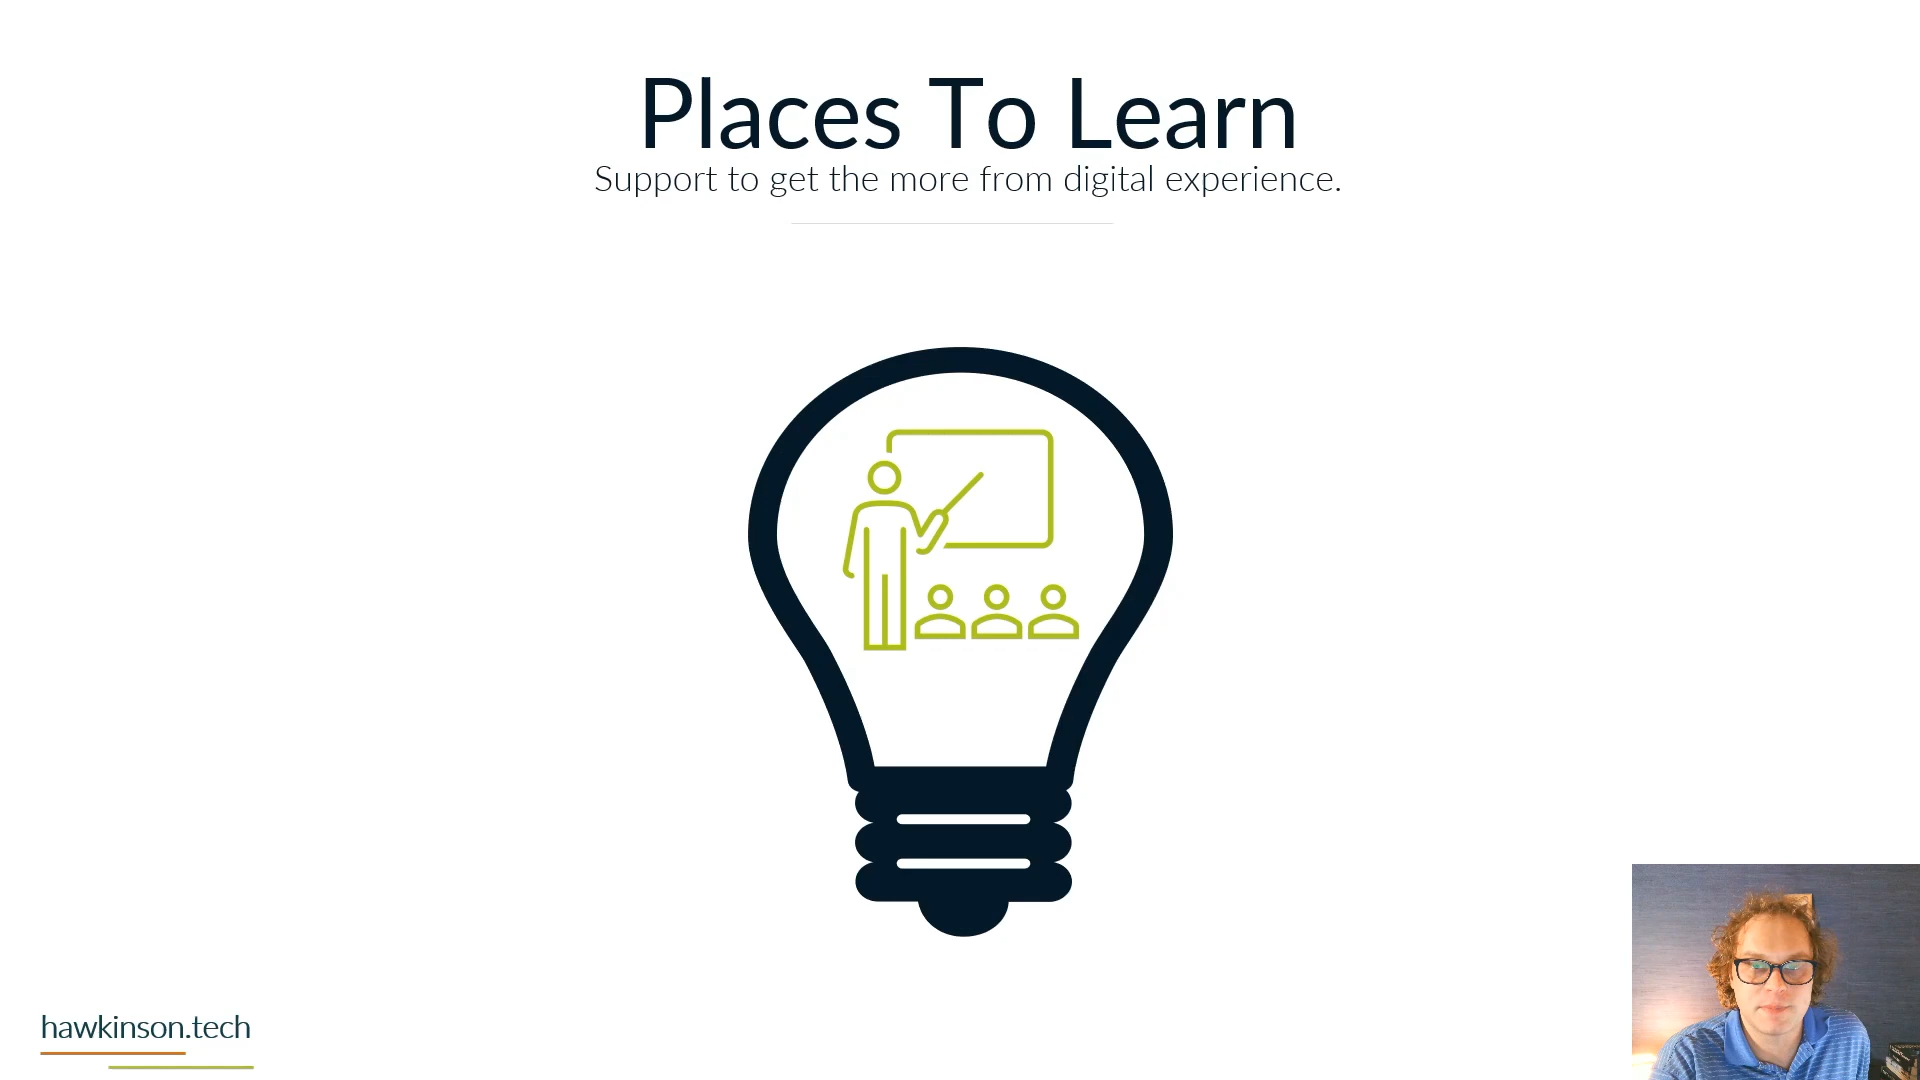 Places To Learn
Support to get the more from digital experience.
hawkinson.tech